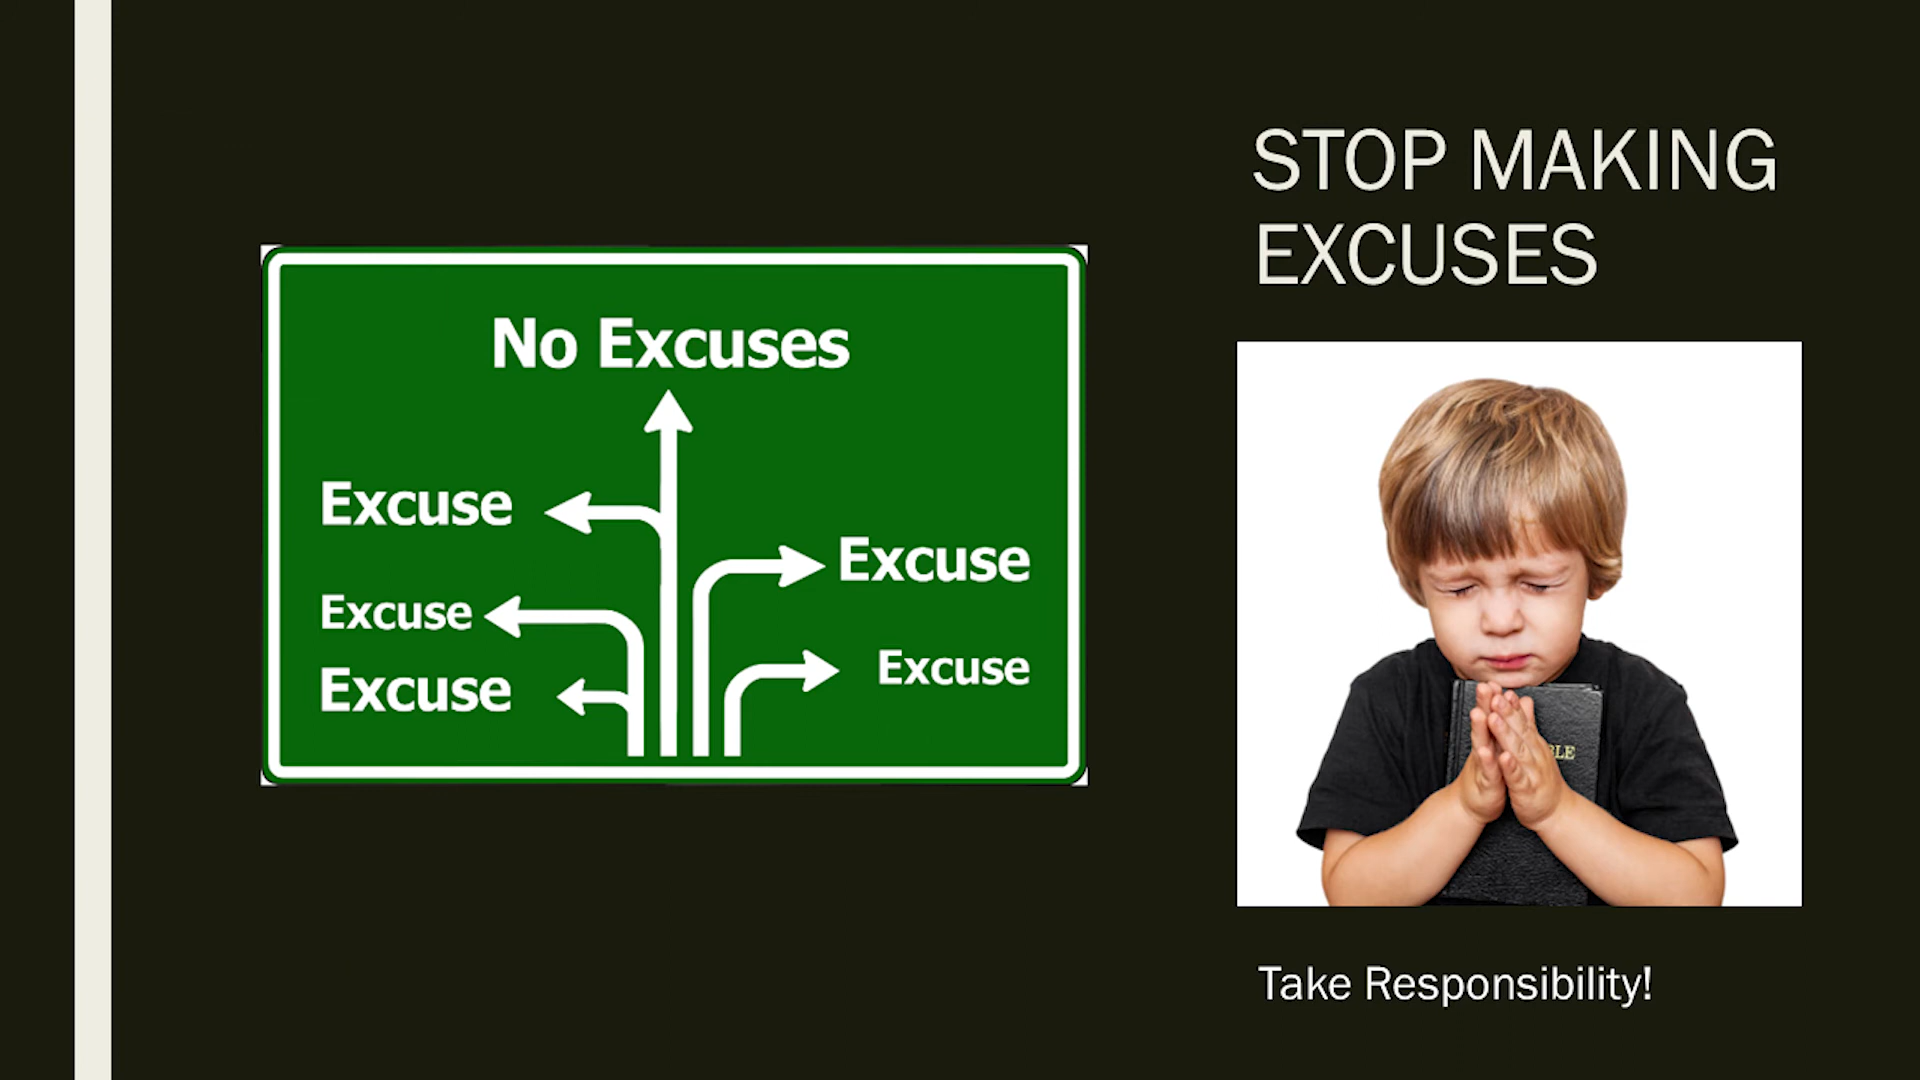 STOP MAKING
EXCUSES
No Excuses
Excuse
Excuse
Excuse
Excuse
Excuse
Take Responsibility!